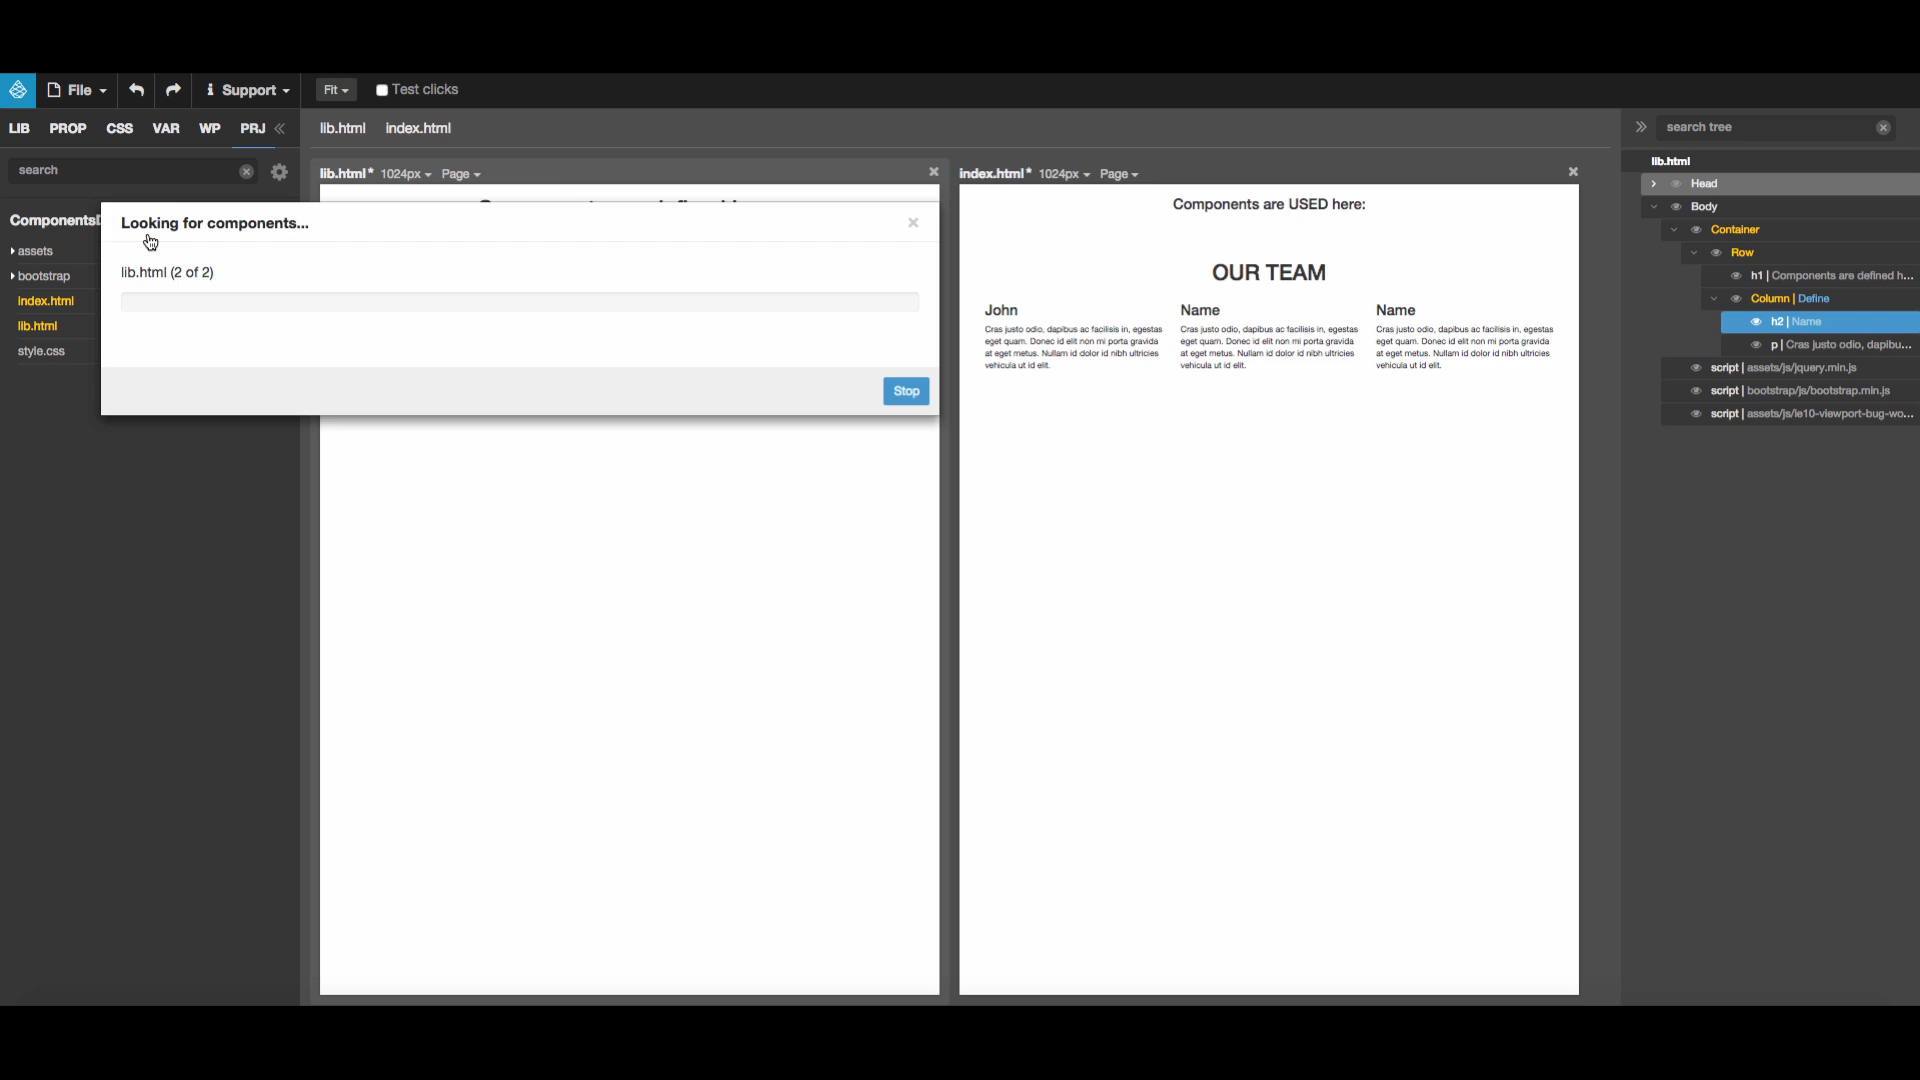 File
Support
Fit
Test clicks
LIB
PROP
CSS
VAR
WP
PRJ
lib.html
index.html
search
Components
assets
bootstrap
index.html
lib.html
style.css
lib.html* 1024px Page
Looking for components...
lib.html (2 of 2)
Stop
index.html* 1024px Page
Components are USED here:
OUR TEAM
John
Cras justo odio, dapibus ac facilisis in, egestas
eget quam. Donec id elit non mi porta gravida
at eget metus. Nullam id dolor id nibh ultricies
vehicula ut id elit.
Name
Cras justo odio, dapibus ac facilisis in, egestas
eget quam. Donec id elit non mi porta gravida
at eget metus. Nullam id dolor id nibh ultricies
vehicula ut id elit.
Name
Cras justo odio, dapibus ac facilisis in, egestas
eget quam. Donec id elit non mi porta gravida
at eget metus. Nullam id dolor id nibh ultricies
vehicula ut id elit.
search tree
lib.html
Head
Body
Container
Row
h1 | Components are defined h...
Column | Define
h2 | Name
p | Cras justo odio, dapibu...
script | assets/js/jquery.min.js
script | bootstrap/js/bootstrap.min.js
script | assets/js/ie10-viewport-bug-wo...